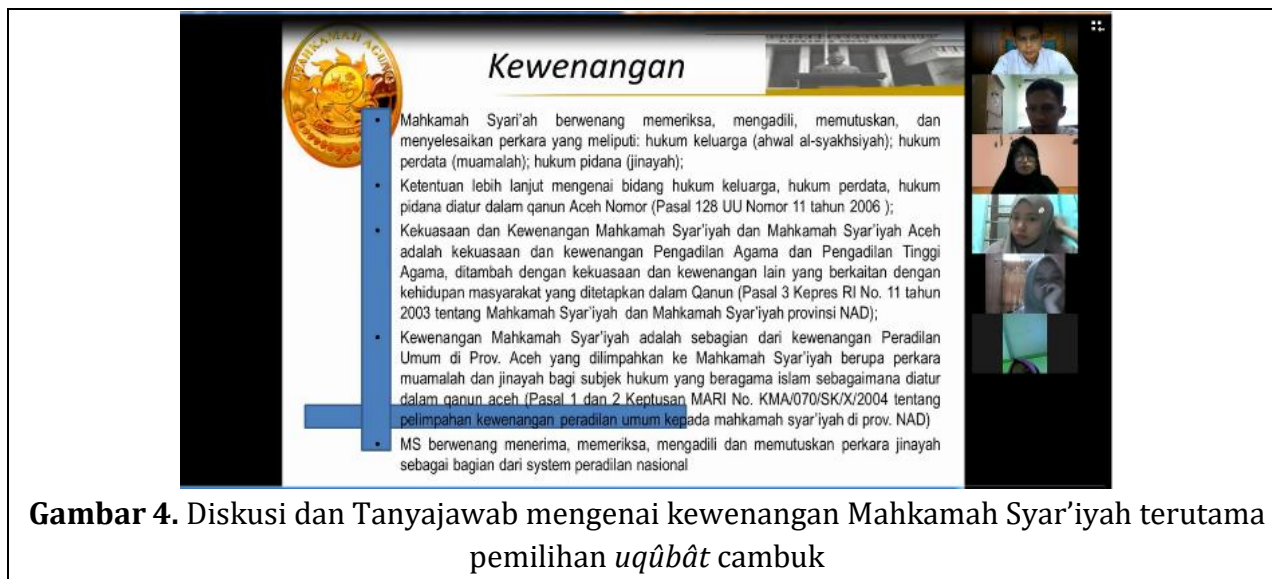 MAHKAMAH AGUNG
Kewenangan
• Mahkamah Syari'ah berwenang memeriksa, mengadili, memutuskan, dan
menyelesaikan perkara yang meliputi: hukum keluarga (ahwal al-syakhsiyah); hukum
perdata (muamalah); hukum pidana (jinayah);
• Ketentuan lebih lanjut mengenai bidang hukum keluarga, hukum perdata, hukum
pidana diatur dalam qanun Aceh Nomor (Pasal 128 UU Nomor 11 tahun 2006 );
• Kekuasaan dan Kewenangan Mahkamah Syar'iyah dan Mahkamah Syar'iyah Aceh
adalah kekuasaan dan kewenangan Pengadilan Agama dan Pengadilan Tinggi
Agama, ditambah dengan kekuasaan dan kewenangan lain yang berkaitan dengan
kehidupan masyarakat yang ditetapkan dalam Qanun (Pasal 3 Kepres RI No. 11 tahun
2003 tentang Mahkamah Syar'iyah dan Mahkamah Syar'iyah provinsi NAD);
• Kewenangan Mahkamah Syar'iyah adalah sebagian dari kewenangan Peradilan
Umum di Prov. Aceh yang dilimpahkan ke Mahkamah Syar'iyah berupa perkara
muamalah dan jinayah bagi subjek hukum yang beragama islam sebagaimana diatur
dalam qanun aceh (Pasal 1 dan 2 Keptusan MARI No. KMA/070/SK/X/2004 tentang
pelimpahan kewenangan peradilan umum kepada mahkamah syar'iyah di prov. NAD)
• MS berwenang menerima, memeriksa, mengadili dan memutuskan perkara jinayah
sebagai bagian dari system peradilan nasional
Gambar 4. Diskusi dan Tanyajawab mengenai kewenangan Mahkamah Syar'iyah terutama
pemilihan uqûbât cambuk